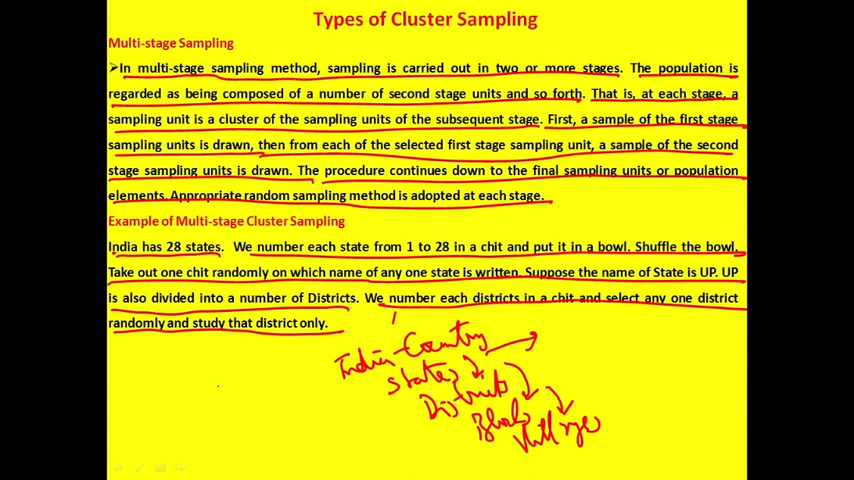 Types of Cluster Sampling
Multi-stage Sampling
➢In multi-stage sampling method, sampling is carried out in two or more stages. The population is
regarded as being composed of a number of second stage units and so forth. That is, at each stage, a
sampling unit is a cluster of the sampling units of the subsequent stage. First, a sample of the first stage
sampling units is drawn, then from each of the selected first stage sampling unit, a sample of the second
stage sampling units is drawn. The procedure continues down to the final sampling units or population
elements. Appropriate random sampling method is adopted at each stage.
Example of Multi-stage Cluster Sampling
India has 28 states. We number each state from 1 to 28 in a chit and put it in a bowl. Shuffle the bowl.
Take out one chit randomly on which name of any one state is written. Suppose the name of State is UP. UP
is also divided into a number of Districts. We number each districts in a chit and select any one district
randomly and study that district only.
India - Country
States
Districts
Blocks
Villages